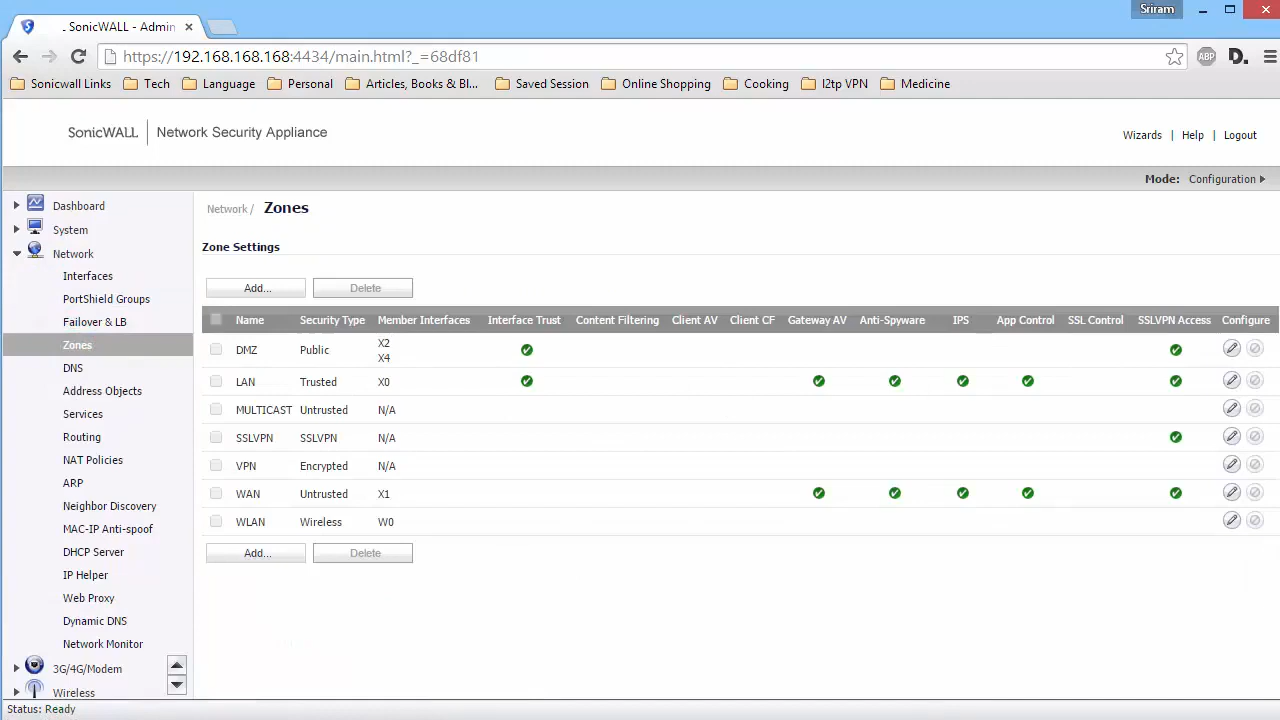 Sriram
. SonicWALL - Admin ×
https://192.168.168.168:4434/main.html?_=68df81
ABP
D.
Sonicwall Links Tech Language Personal Articles, Books & Bl... Saved Session Online Shopping Cooking l2tp VPN Medicine
SonicWALL | Network Security Appliance
Wizards | Help | Logout
Mode: Configuration
Dashboard
System
Network
Interfaces
PortShield Groups
Failover & LB
Zones
DNS
Address Objects
Services
Routing
NAT Policies
ARP
Neighbor Discovery
MAC-IP Anti-spoof
DHCP Server
IP Helper
Web Proxy
Dynamic DNS
Network Monitor
3G/4G/Modem
Wireless
Network / Zones
Zone Settings
Add... Delete
Name Security Type Member Interfaces Interface Trust Content Filtering Client AV Client CF Gateway AV Anti-Spyware IPS App Control SSL Control SSLVPN Access Configure
DMZ Public X2
X4
LAN Trusted X0
MULTICAST Untrusted N/A
SSLVPN SSLVPN N/A
VPN Encrypted N/A
WAN Untrusted X1
WLAN Wireless W0
Add... Delete
Status: Ready